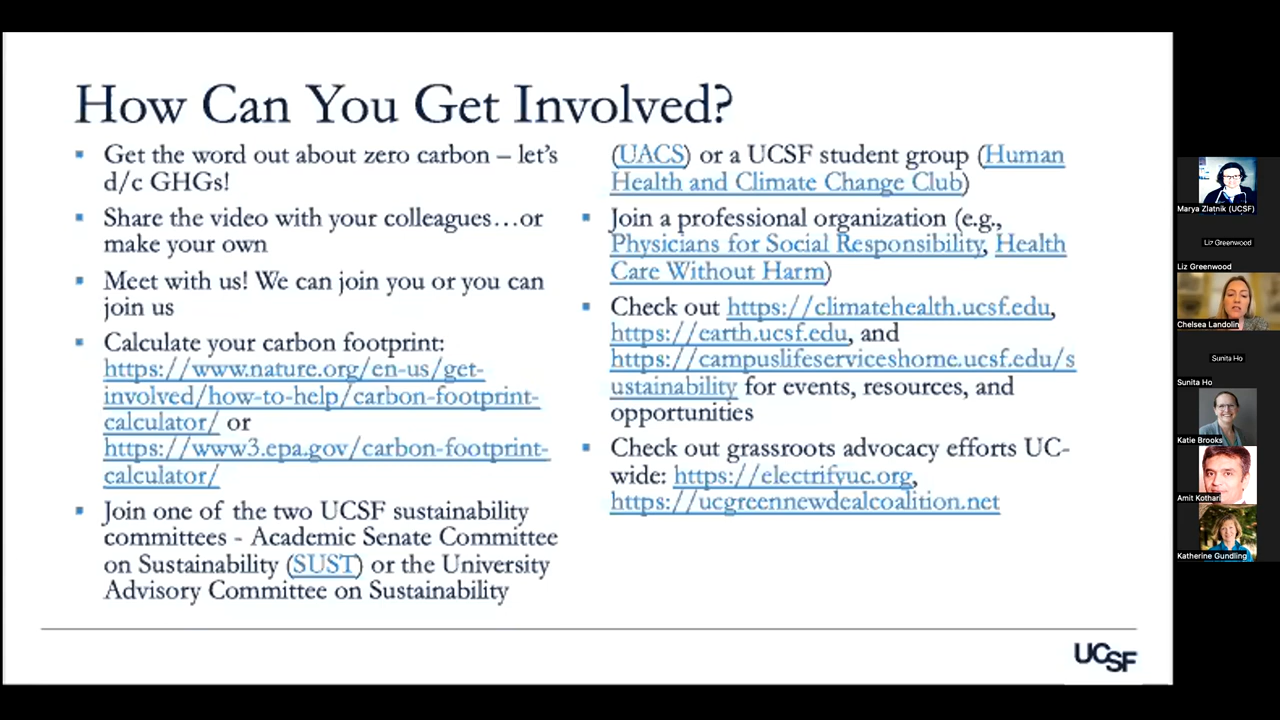 How Can You Get Involved?
▪ Get the word out about zero carbon – let's
d/c GHGs!
▪ Share the video with your colleagues…or
make your own
▪ Meet with us! We can join you or you can
join us
▪ Calculate your carbon footprint:
https://www.nature.org/en-us/get-
involved/how-to-help/carbon-footprint-
calculator/ or
https://www3.epa.gov/carbon-footprint-
calculator/
▪ Join one of the two UCSF sustainability
committees - Academic Senate Committee
on Sustainability (SUST) or the University
Advisory Committee on Sustainability
(UACS) or a UCSF student group (Human
Health and Climate Change Club)
▪ Join a professional organization (e.g.,
Physicians for Social Responsibility, Health
Care Without Harm)
▪ Check out https://climatehealth.ucsf.edu,
https://earth.ucsf.edu, and
https://campuslifeserviceshome.ucsf.edu/s
ustainability for events, resources, and
opportunities
▪ Check out grassroots advocacy efforts UC-
wide: https://electrifyuc.org,
https://ucgreennewdealcoalition.net
UCSF
Marya Zlatnik (UCSF)
Liz Greenwood
Liz Greenwood
Chelsea Landolin
Sunita Ho
Sunita Ho
Katie Brooks
Amit Kothari
Katherine Gundling